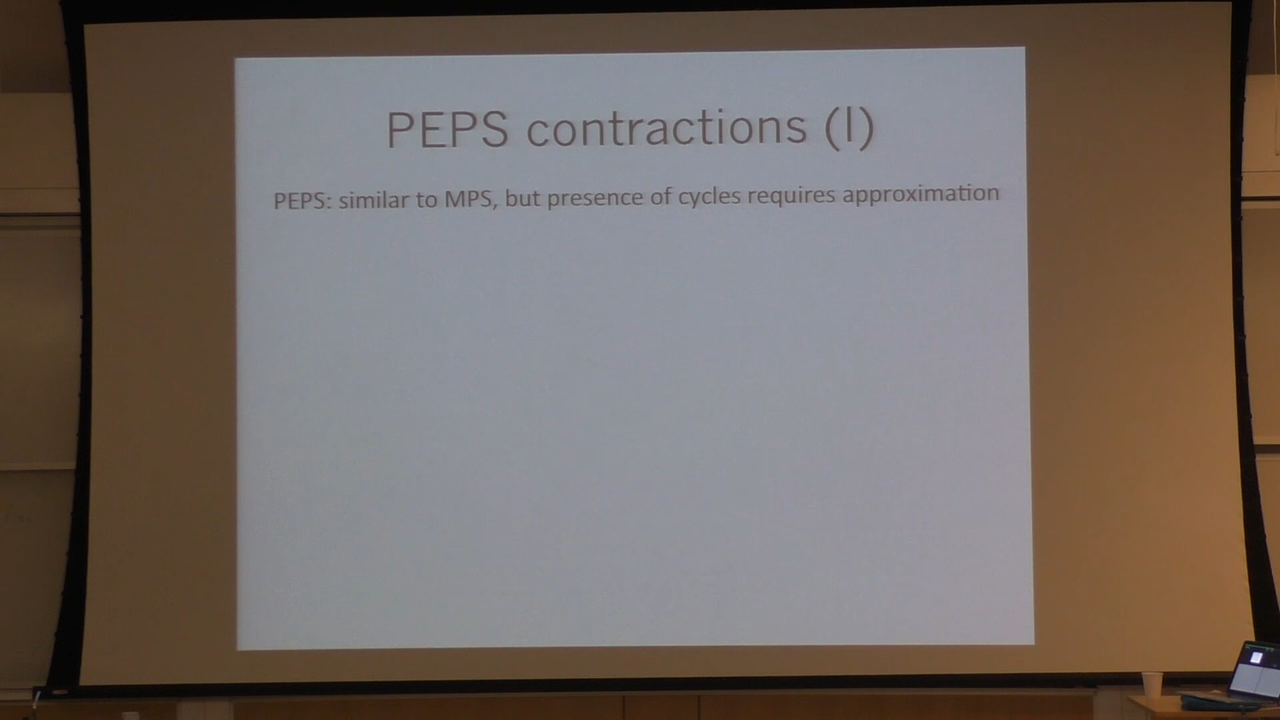 PEPS contractions (I)
PEPS: similar to MPS, but presence of cycles requires approximation